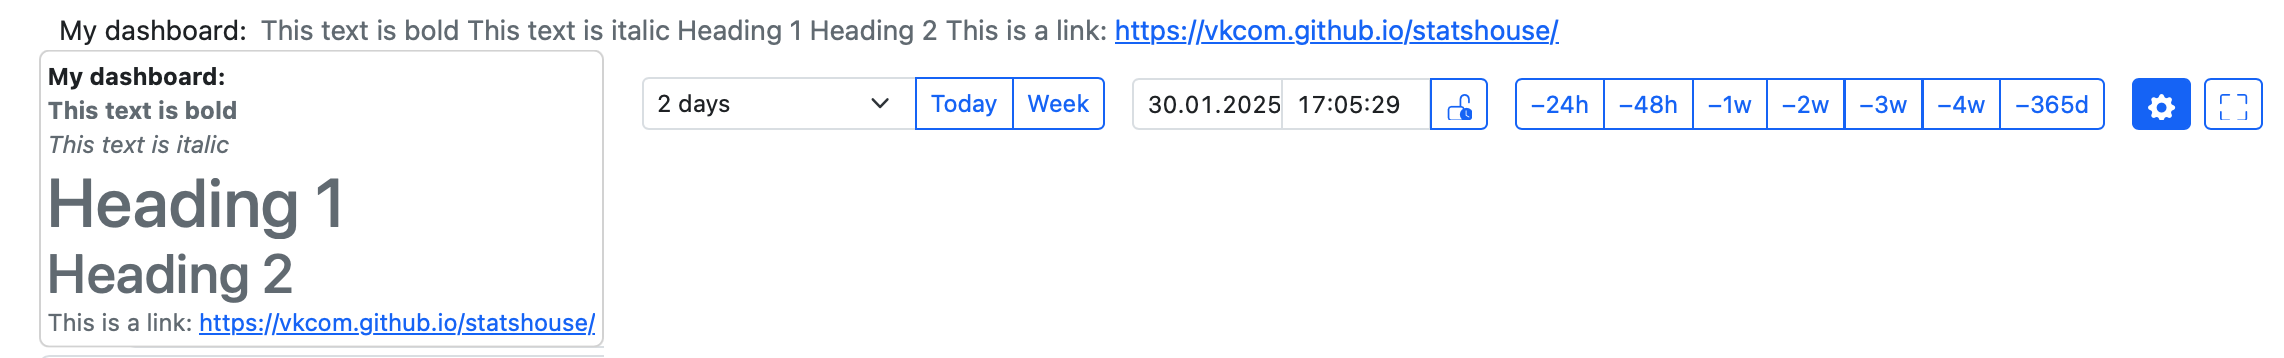 My dashboard: This text is bold This text is italic Heading 1 Heading 2 This is a link: https://vkcom.github.io/statshouse/
My dashboard:
This text is bold
This text is italic
Heading 1
Heading 2
This is a link: https://vkcom.github.io/statshouse/
2 days Today Week 30.01.2025 17:05:29 −24h −48h −1w −2w −3w −4w −365d